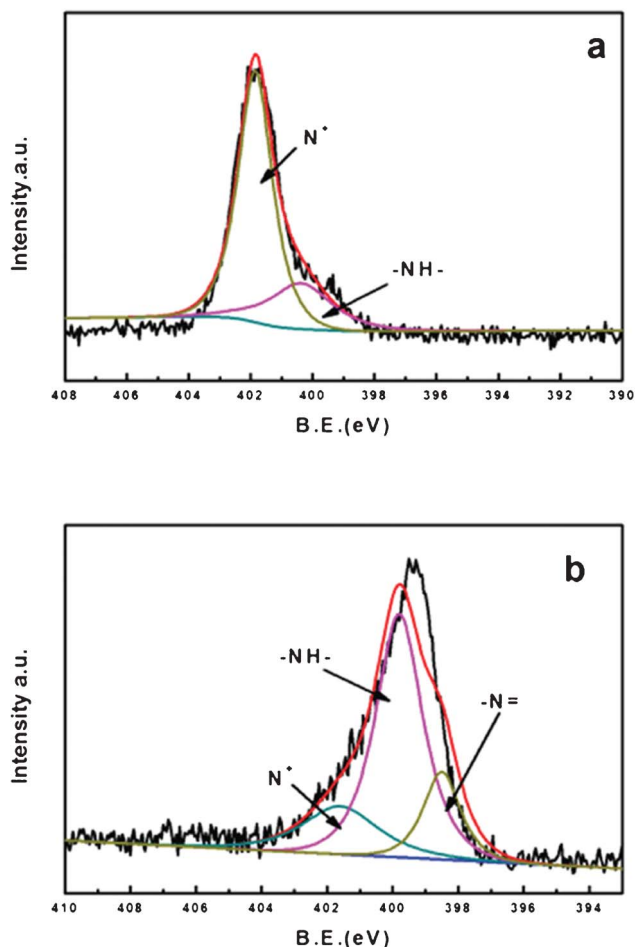 a
N+
-NH-
Intensity.a.u.
408 406 404 402 400 398 396 394 392 390
B.E.(eV)
b
-NH-
-N=
N+
Intensity a.u.
410 408 406 404 402 400 398 396 394
B.E.(eV)